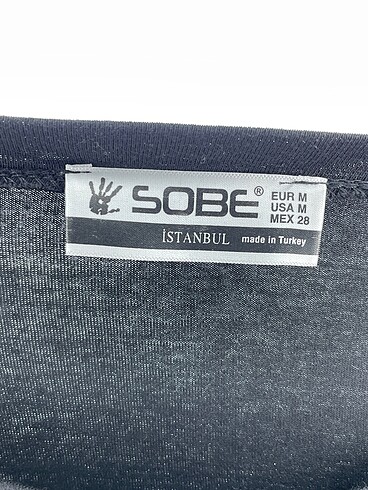 SOBE®
EUR M
USA M
MEX 28
İSTANBUL made in Turkey